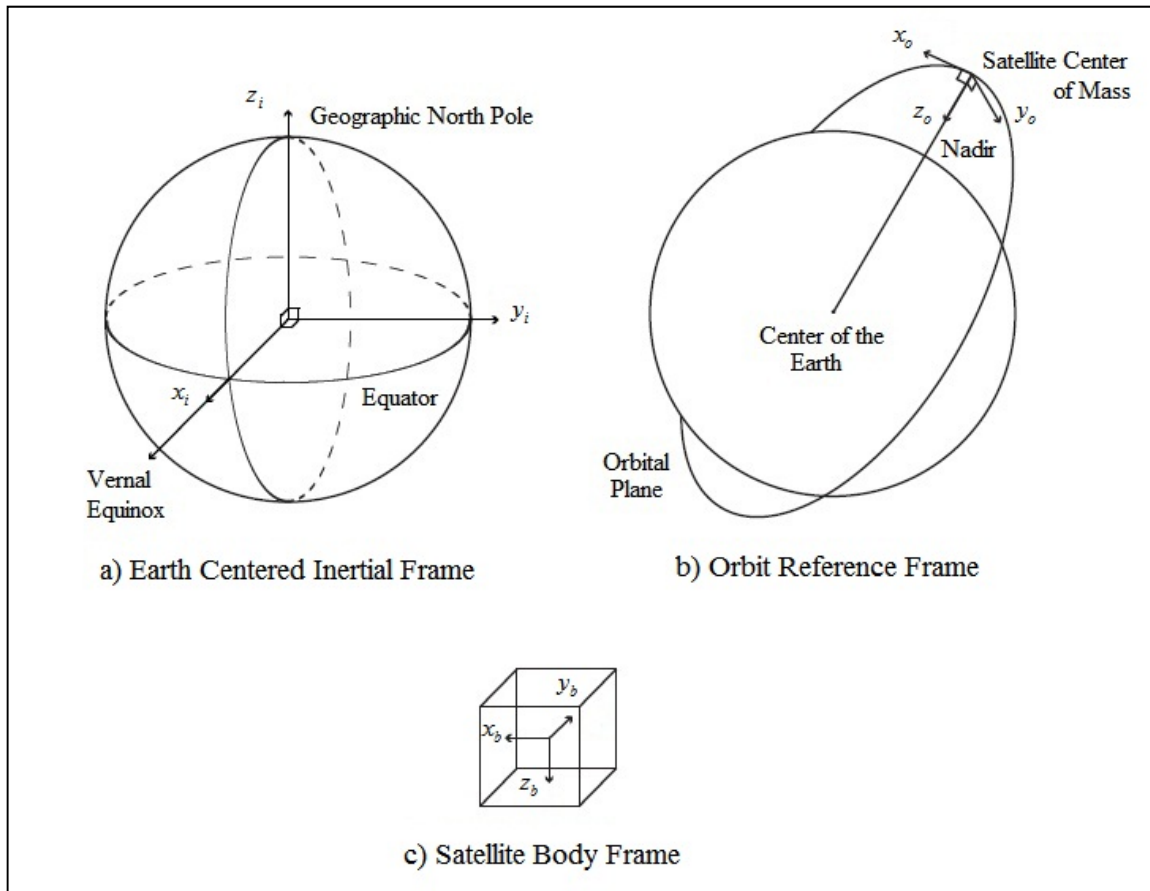 z_i
Geographic North Pole
y_i
x_i
Equator
Vernal
Equinox
a) Earth Centered Inertial Frame
x_o
Satellite Center
of Mass
z_o
y_o
Nadir
Center of the
Earth
Orbital
Plane
b) Orbit Reference Frame
y_b
x_b
z_b
c) Satellite Body Frame